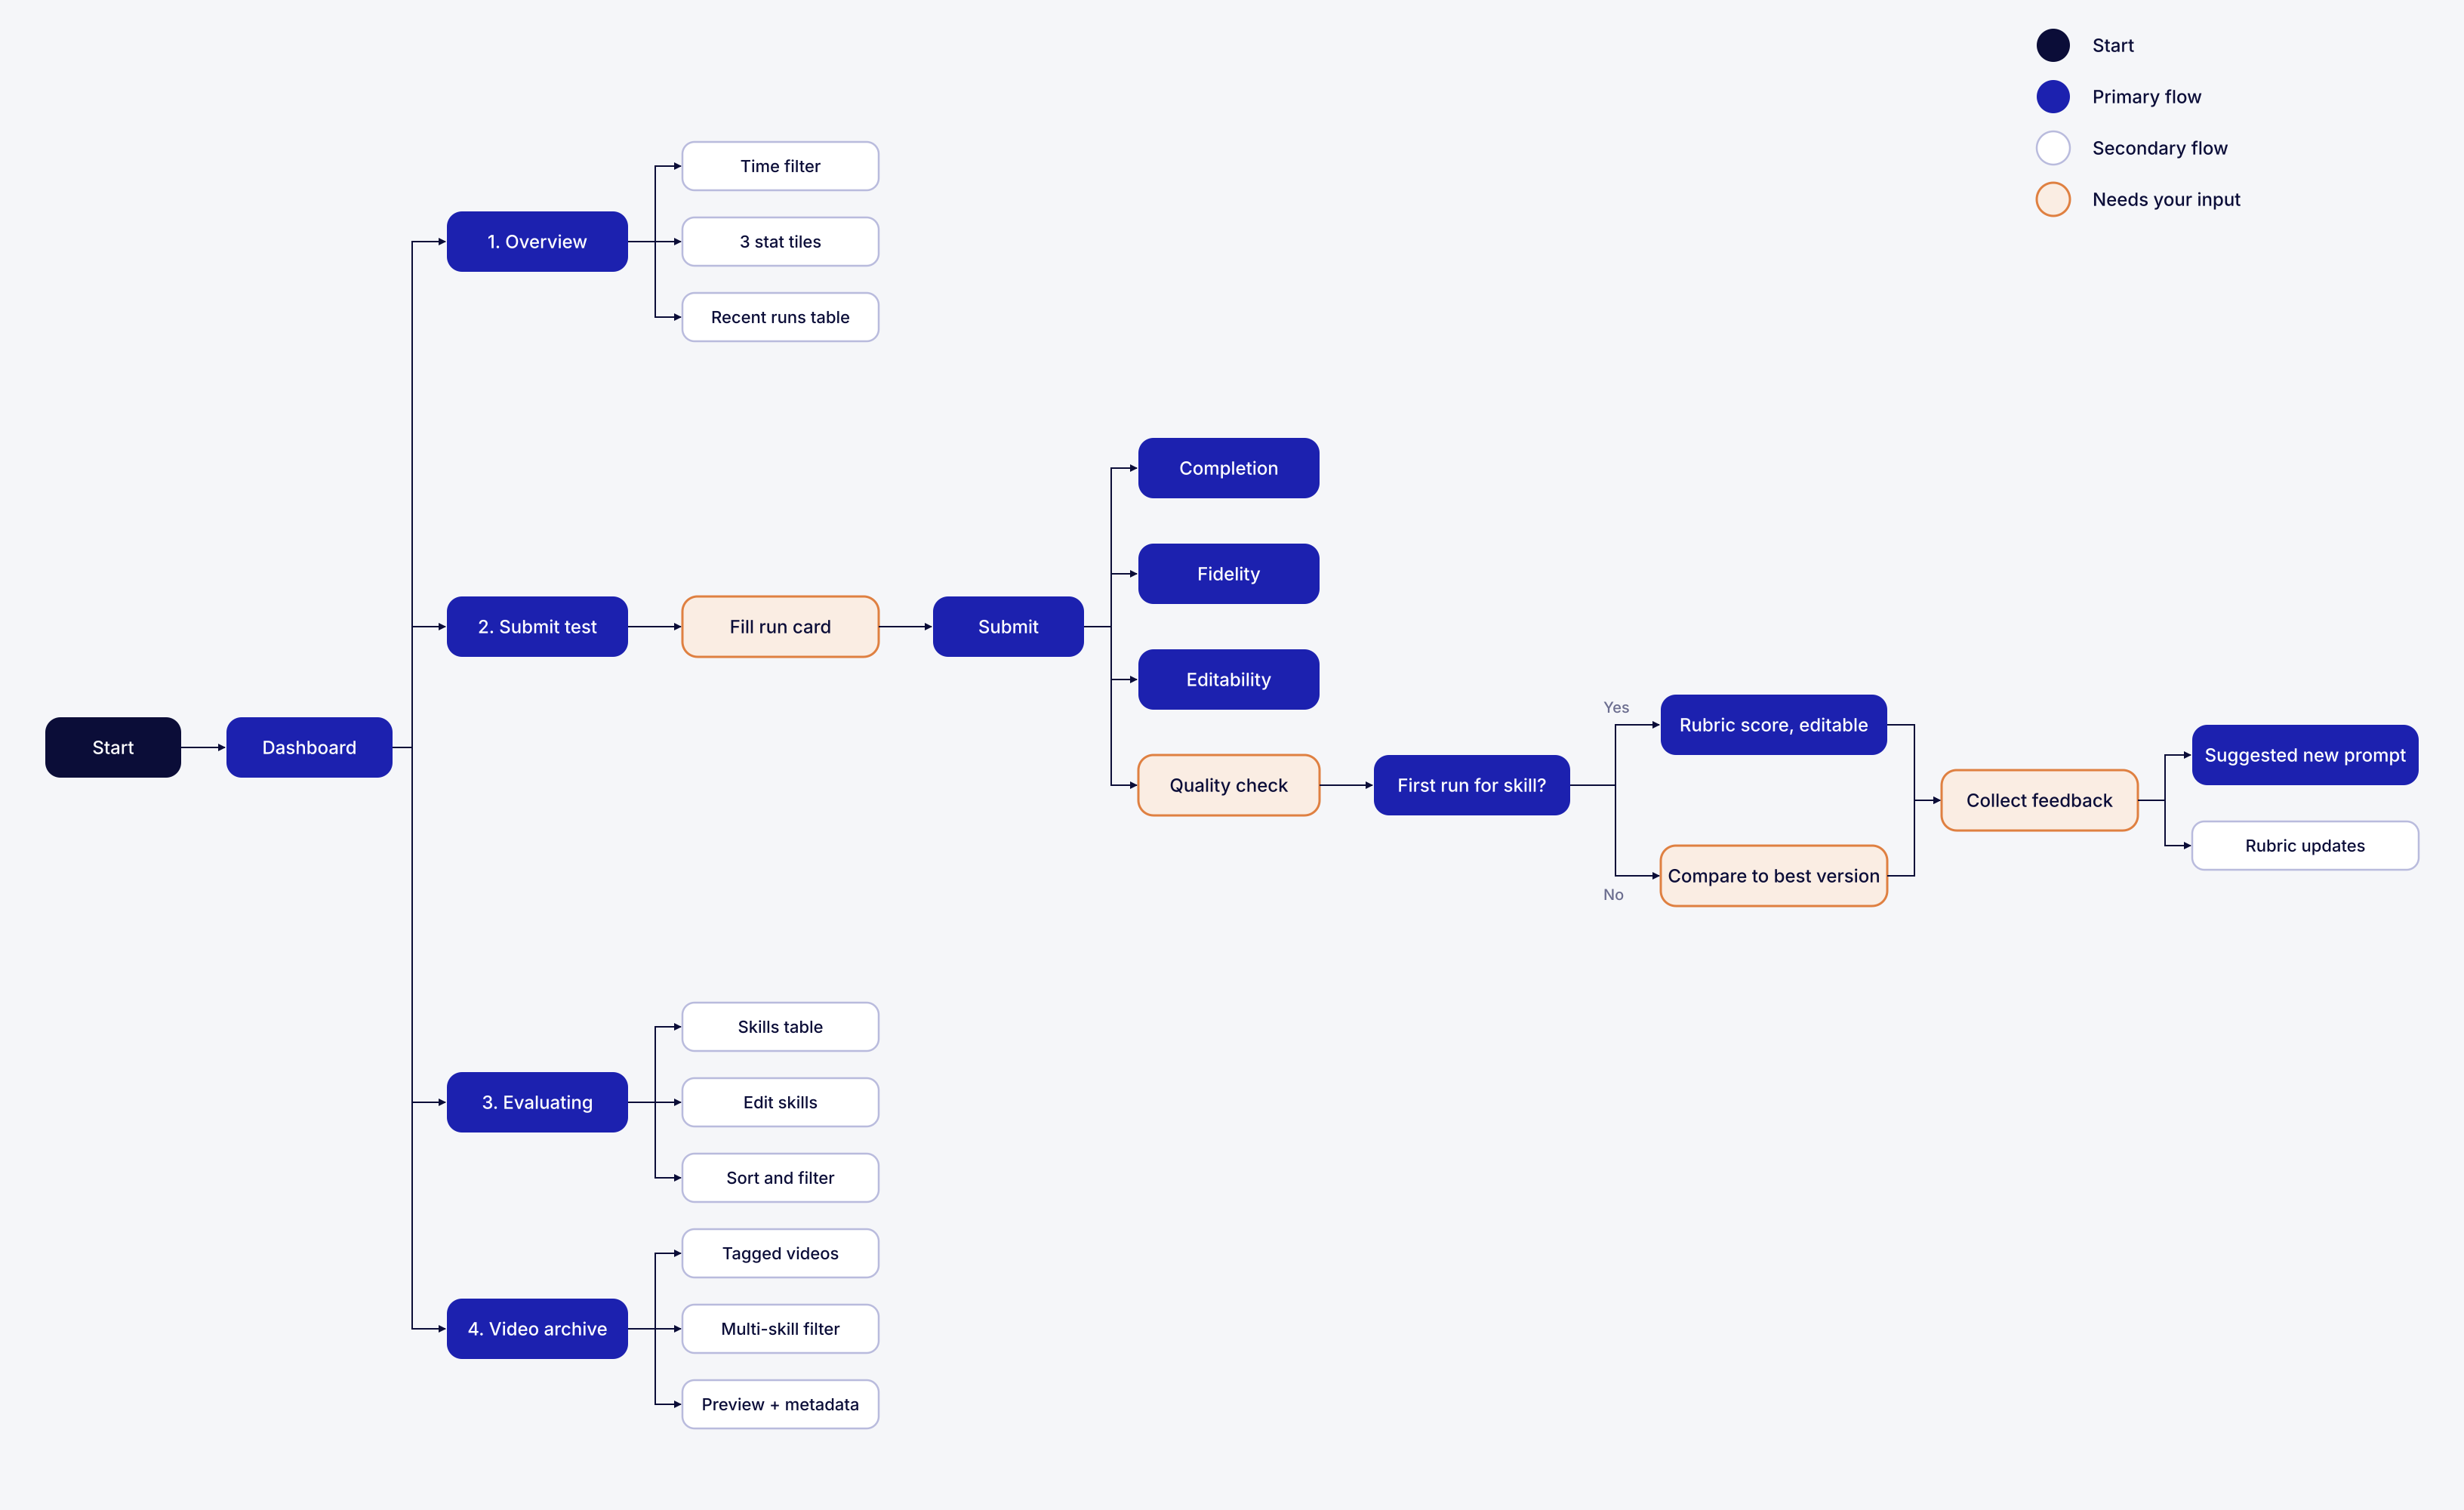 Start
Primary flow
Secondary flow
Needs your input
Time filter
1. Overview
3 stat tiles
Recent runs table
Completion
Fidelity
2. Submit test
Fill run card
Submit
Editability
Yes
Rubric score, editable
Start
Dashboard
Suggested new prompt
Quality check
First run for skill?
Collect feedback
Rubric updates
Compare to best version
No
Skills table
3. Evaluating
Edit skills
Sort and filter
Tagged videos
4. Video archive
Multi-skill filter
Preview + metadata